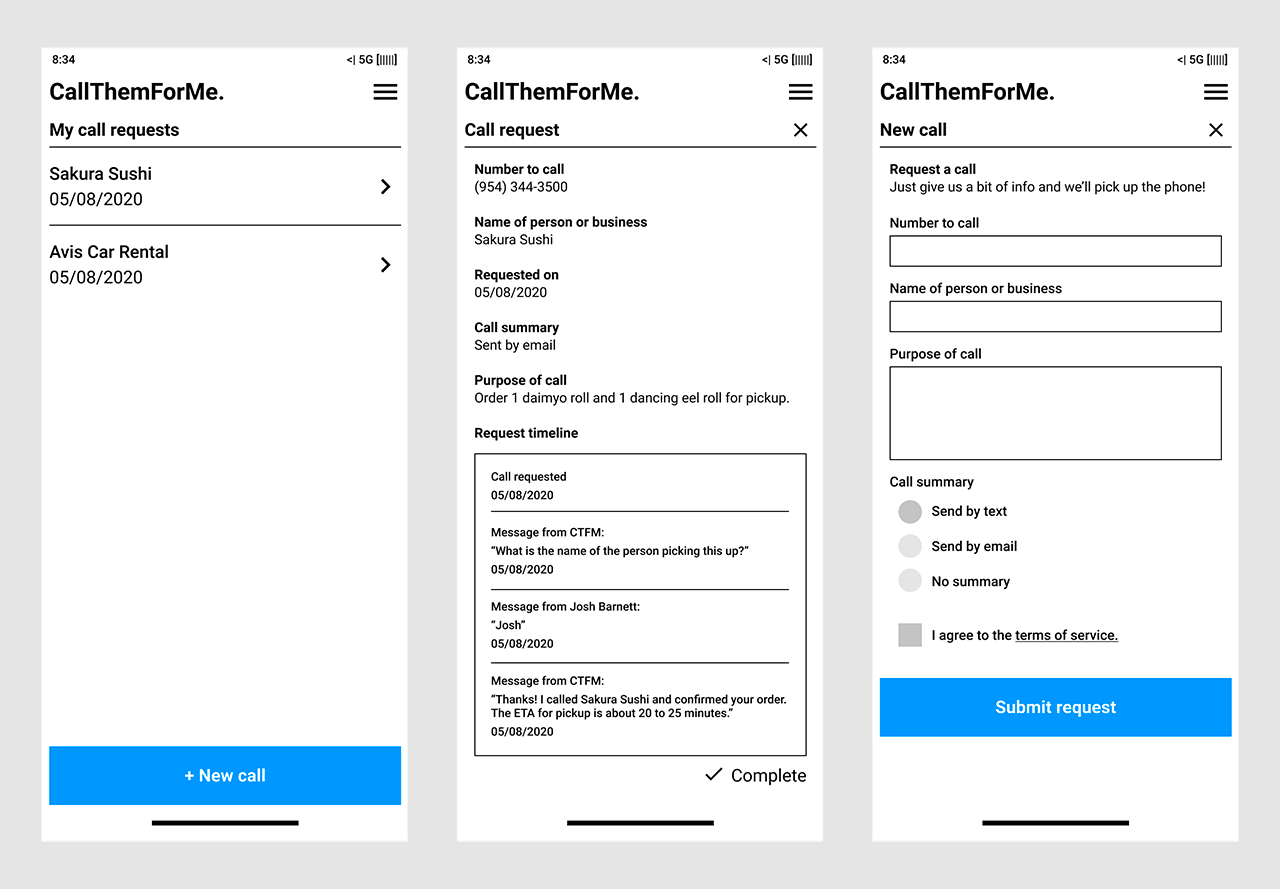 8:34
<| 5G [|||||]
CallThemForMe.
My call requests
Sakura Sushi
05/08/2020
Avis Car Rental
05/08/2020
+ New call
8:34
<| 5G [|||||]
CallThemForMe.
Call request
Number to call
(954) 344-3500
Name of person or business
Sakura Sushi
Requested on
05/08/2020
Call summary
Sent by email
Purpose of call
Order 1 daimyo roll and 1 dancing eel roll for pickup.
Request timeline
Call requested
05/08/2020
Message from CTFM:
“What is the name of the person picking this up?”
05/08/2020
Message from Josh Barnett:
“Josh”
05/08/2020
Message from CTFM:
“Thanks! I called Sakura Sushi and confirmed your order.
The ETA for pickup is about 20 to 25 minutes.”
05/08/2020
Complete
8:34
<| 5G [|||||]
CallThemForMe.
New call
Request a call
Just give us a bit of info and we’ll pick up the phone!
Number to call
Name of person or business
Purpose of call
Call summary
Send by text
Send by email
No summary
I agree to the terms of service.
Submit request